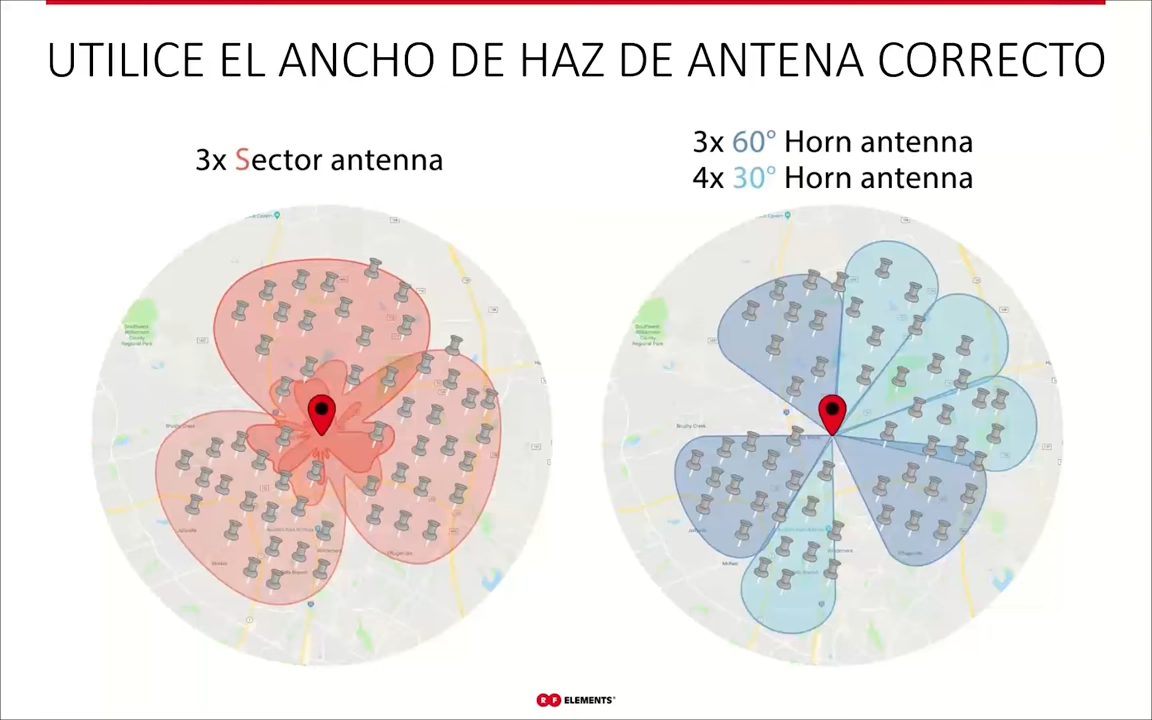 UTILICE EL ANCHO DE HAZ DE ANTENA CORRECTO
3x Sector antenna
3x 60° Horn antenna
4x 30° Horn antenna
RF ELEMENTS